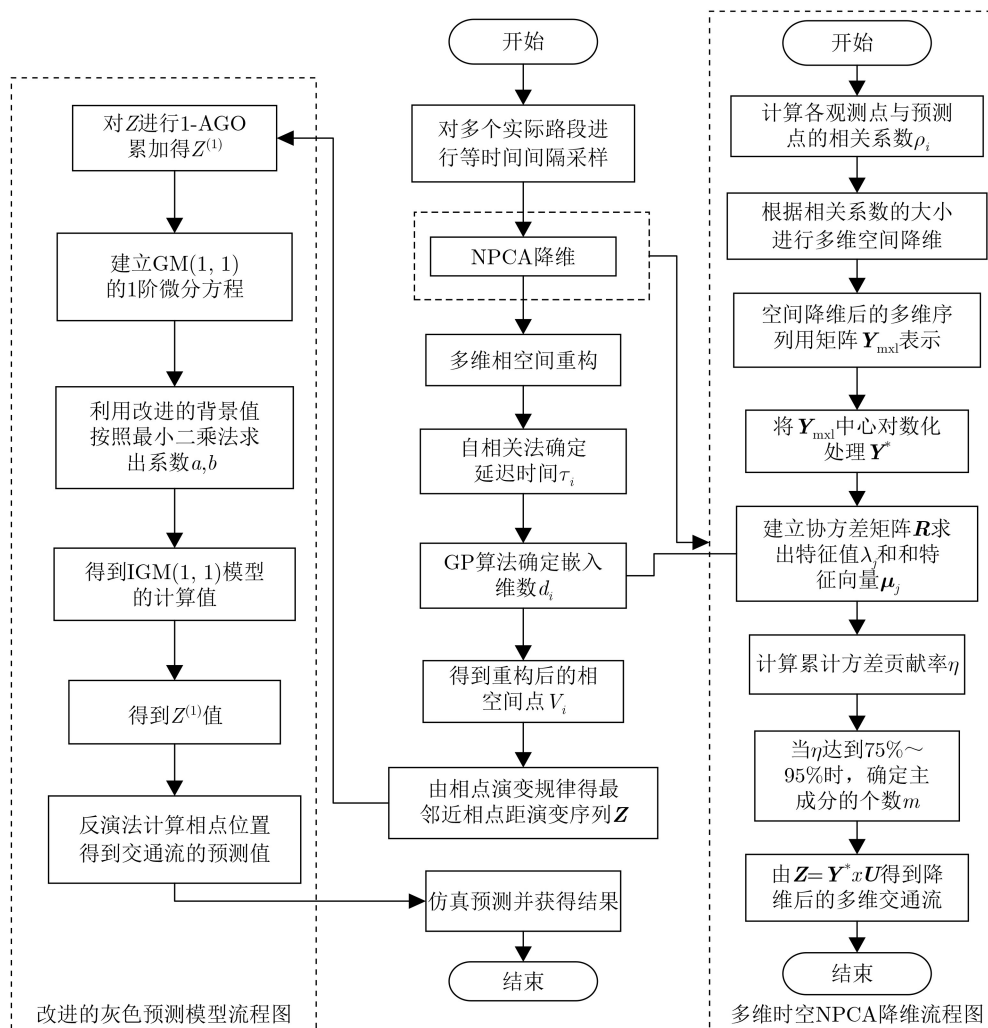 开始
对多个实际路段进
行等时间间隔采样
NPCA降维
多维相空间重构
自相关法确定
延迟时间τi
GP算法确定嵌入
维数di
得到重构后的相
空间点Vi
由相点演变规律得最
邻近相点距演变序列Z
仿真预测并获得结果
结束
对Z进行1-AGO
累加得Z⁽¹⁾
建立GM(1, 1)
的1阶微分方程
利用改进的背景值
按照最小二乘法求
出系数a,b
得到IGM(1, 1)模型
的计算值
得到Z⁽¹⁾值
反演法计算相点位置
得到交通流的预测值
改进的灰色预测模型流程图
开始
计算各观测点与预测
点的相关系数ρi
根据相关系数的大小
进行多维空间降维
空间降维后的多维序
列用矩阵Ymxl表示
将Ymxl中心对数化
处理Y*
建立协方差矩阵R求
出特征值λj和和特
征向量μj
计算累计方差贡献率η
当η达到75%～
95%时，确定主
成分的个数m
由Z=Y*xU得到降
维后的多维交通流
结束
多维时空NPCA降维流程图